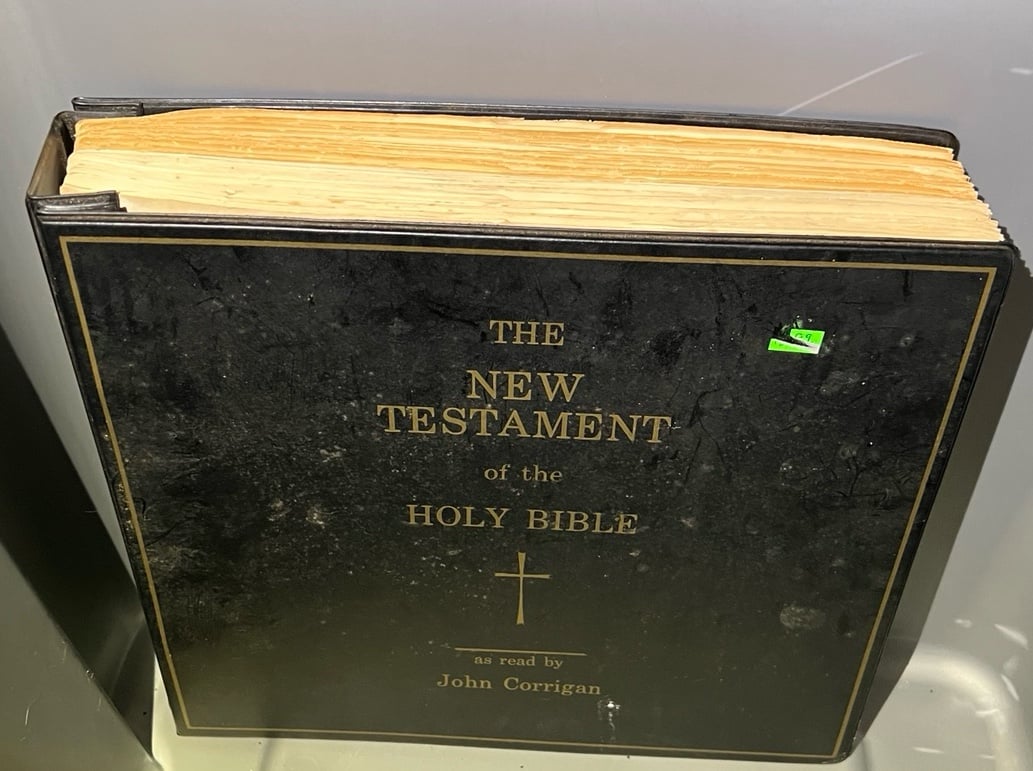 THE
NEW
TESTAMENT
of the
HOLY BIBLE
as read by
John Corrigan